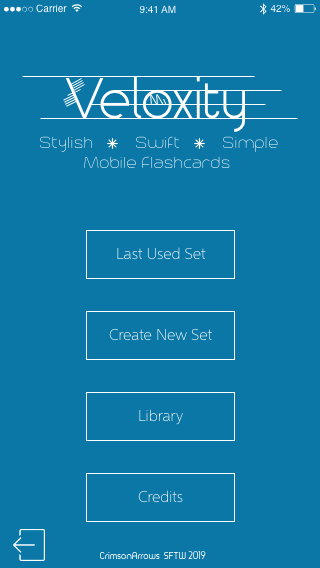 Carrier 9:41 AM 42%
Veloxity
Stylish * Swift * Simple
Mobile Flashcards
Last Used Set
Create New Set
Library
Credits
CrimsonArrows SFTW 2019